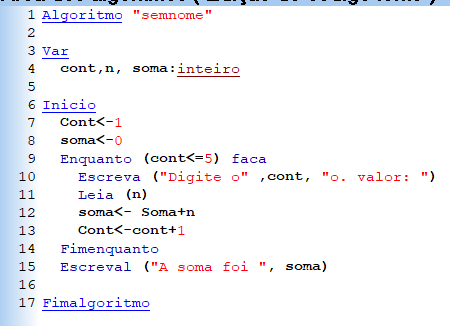 1 Algoritmo "semnome"
2
3 Var
4 cont,n, soma:inteiro
5
6 Inicio
7 Cont<-1
8 soma<-0
9 Enquanto (cont<=5) faca
10 Escreva ("Digite o" ,cont, "o. valor: ")
11 Leia (n)
12 soma<- Soma+n
13 Cont<-cont+1
14 Fimenquanto
15 Escreval ("A soma foi ", soma)
16
17 Fimalgoritmo